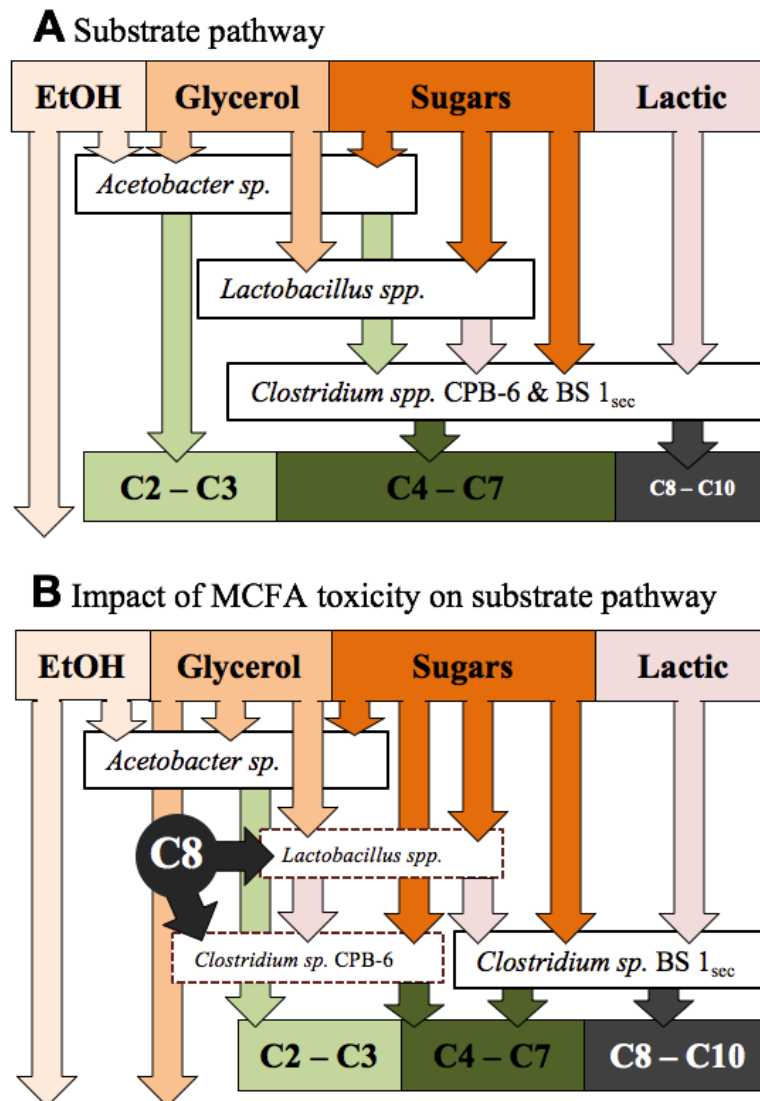 A Substrate pathway
EtOH Glycerol Sugars Lactic
Acetobacter sp.
Lactobacillus spp.
Clostridium spp. CPB-6 & BS 1sec
C2 – C3 C4 – C7 C8 – C10
B Impact of MCFA toxicity on substrate pathway
EtOH Glycerol Sugars Lactic
Acetobacter sp.
C8 Lactobacillus spp.
Clostridium sp. CPB-6 Clostridium sp. BS 1sec
C2 – C3 C4 – C7 C8 – C10